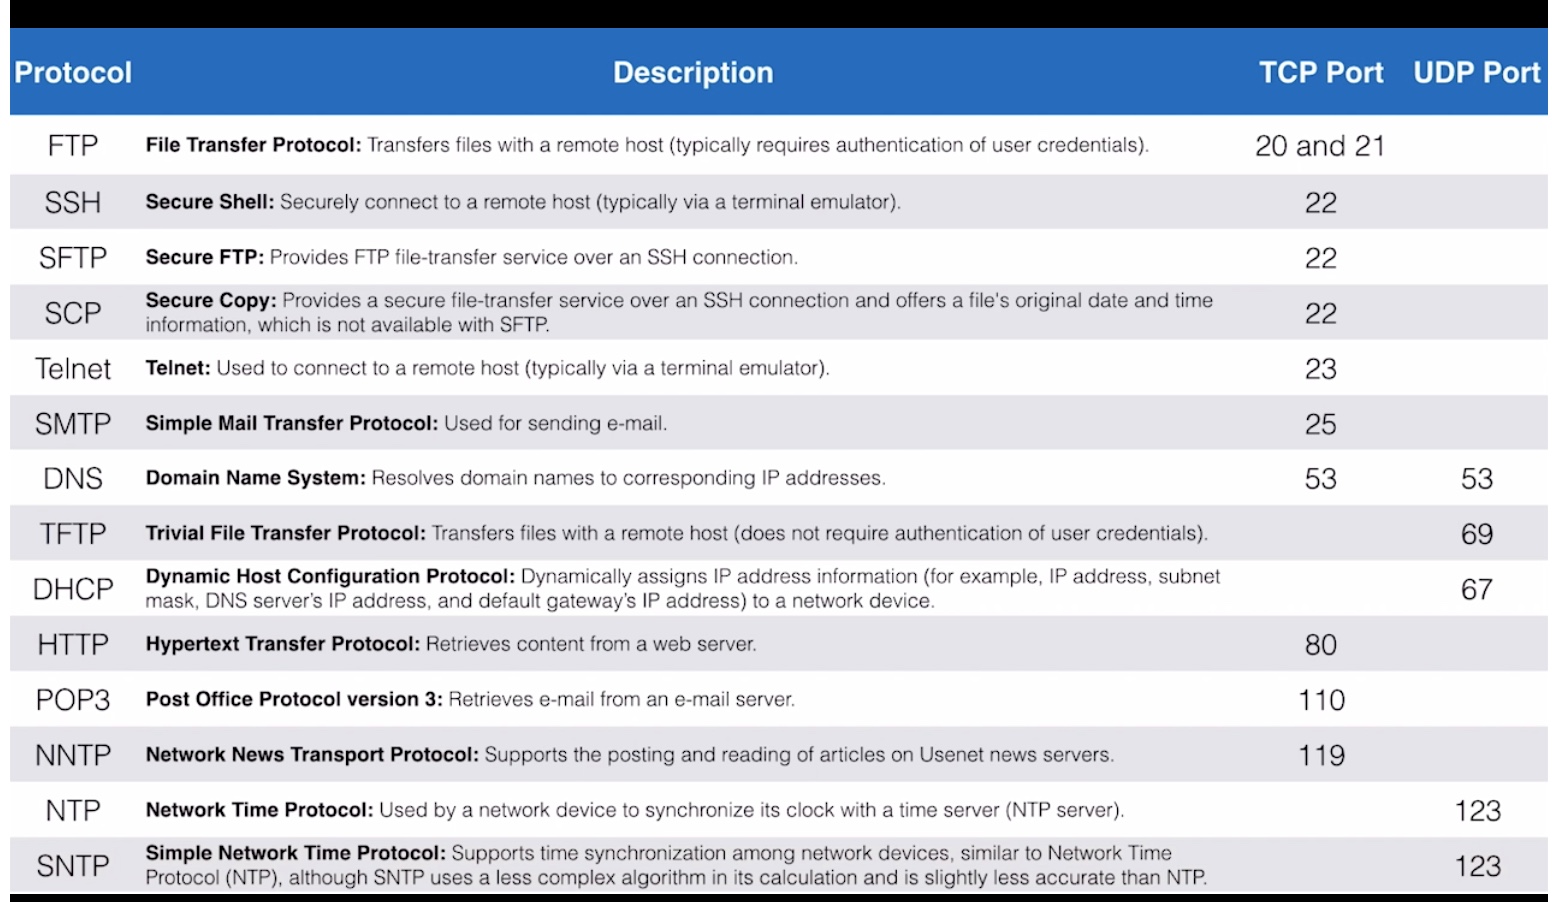 Protocol Description TCP Port UDP Port
FTP File Transfer Protocol: Transfers files with a remote host (typically requires authentication of user credentials). 20 and 21
SSH Secure Shell: Securely connect to a remote host (typically via a terminal emulator). 22
SFTP Secure FTP: Provides FTP file-transfer service over an SSH connection. 22
SCP Secure Copy: Provides a secure file-transfer service over an SSH connection and offers a file's original date and time
information, which is not available with SFTP. 22
Telnet Telnet: Used to connect to a remote host (typically via a terminal emulator). 23
SMTP Simple Mail Transfer Protocol: Used for sending e-mail. 25
DNS Domain Name System: Resolves domain names to corresponding IP addresses. 53 53
TFTP Trivial File Transfer Protocol: Transfers files with a remote host (does not require authentication of user credentials). 69
DHCP Dynamic Host Configuration Protocol: Dynamically assigns IP address information (for example, IP address, subnet
mask, DNS server's IP address, and default gateway's IP address) to a network device. 67
HTTP Hypertext Transfer Protocol: Retrieves content from a web server. 80
POP3 Post Office Protocol version 3: Retrieves e-mail from an e-mail server. 110
NNTP Network News Transport Protocol: Supports the posting and reading of articles on Usenet news servers. 119
NTP Network Time Protocol: Used by a network device to synchronize its clock with a time server (NTP server). 123
SNTP Simple Network Time Protocol: Supports time synchronization among network devices, similar to Network Time
Protocol (NTP), although SNTP uses a less complex algorithm in its calculation and is slightly less accurate than NTP. 123